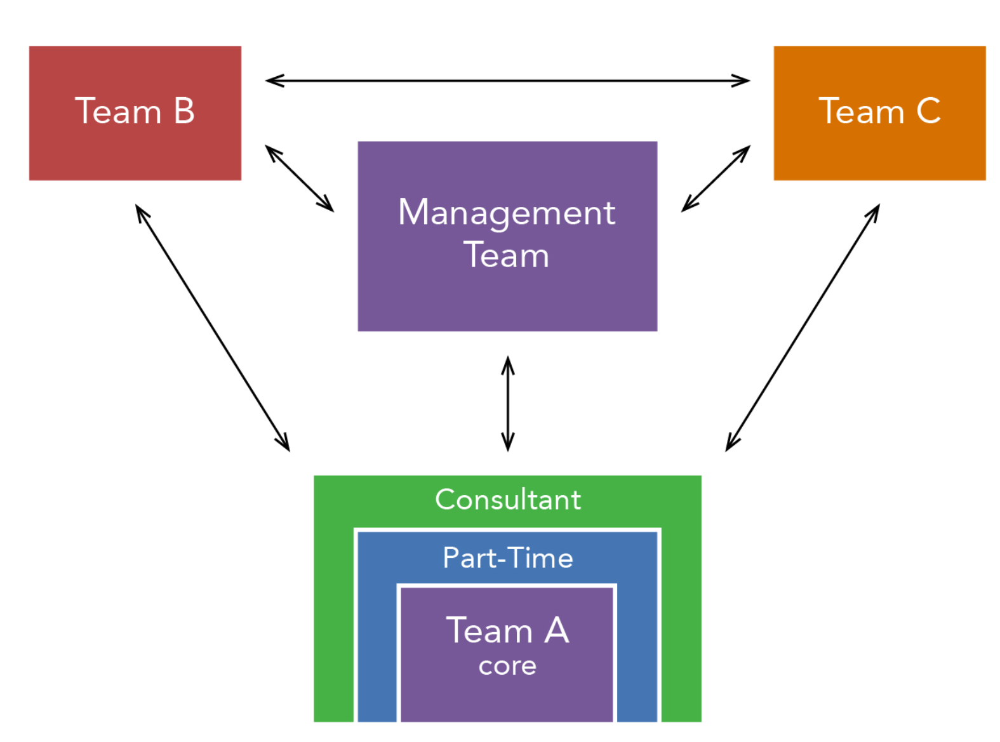 Team B
Team C
Management
Team
Consultant
Part-Time
Team A
core